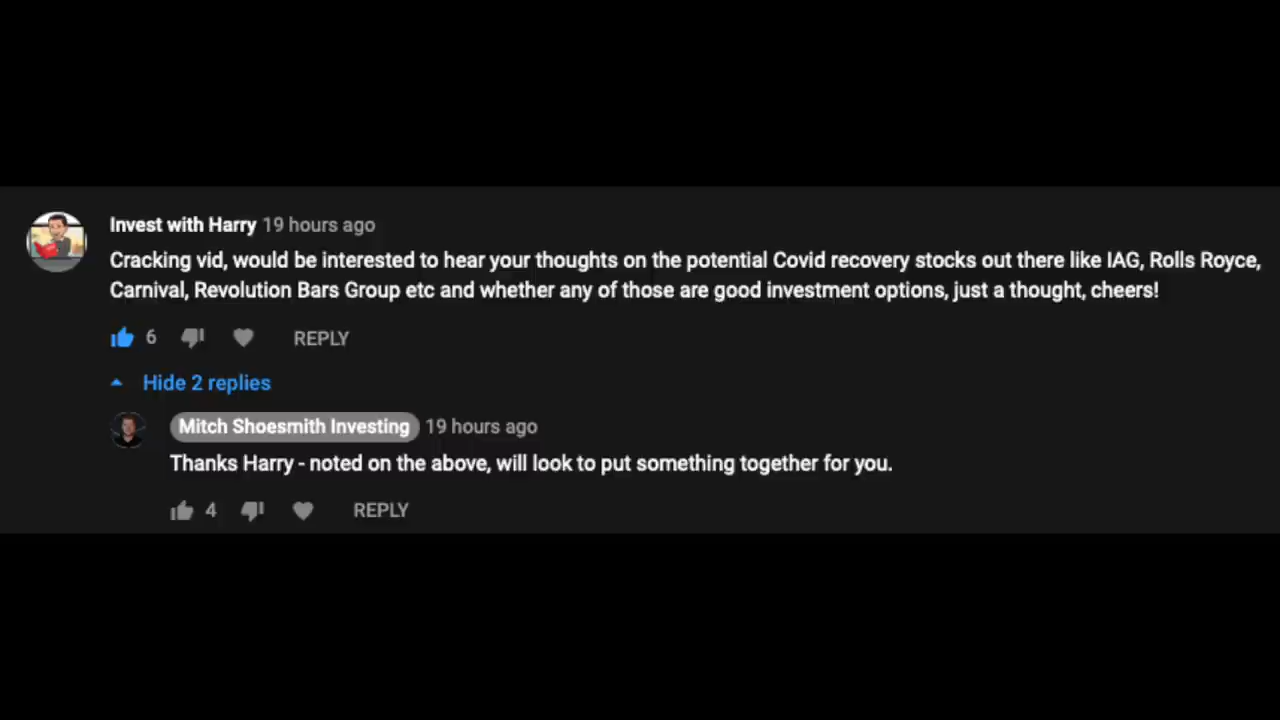 Invest with Harry 19 hours ago
Cracking vid, would be interested to hear your thoughts on the potential Covid recovery stocks out there like IAG, Rolls Royce,
Carnival, Revolution Bars Group etc and whether any of those are good investment options, just a thought, cheers!
6 REPLY
Hide 2 replies
Mitch Shoesmith Investing 19 hours ago
Thanks Harry - noted on the above, will look to put something together for you.
4 REPLY